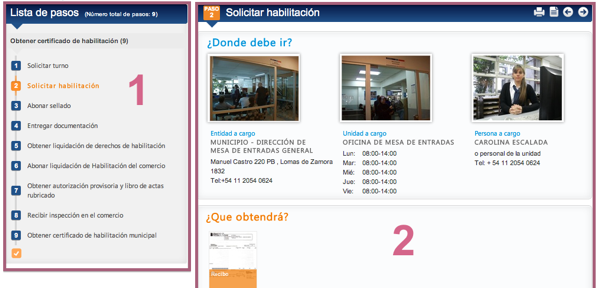 Lista de pasos (Número total de pasos: 9)
Obtener certificado de habilitación (9)
1 Solicitar turno
2 Solicitar habilitación
3 Abonar sellado
4 Entregar documentación
5 Obtener liquidación de derechos de habilitación
6 Abonar liquidación de Habilitación del comercio
7 Obtener autorización provisoria y libro de actas
rubricado
8 Recibir inspección en el comercio
9 Obtener certificado de habilitación municipal
1
PASO
2
Solicitar habilitación
¿Donde debe ir?
Entidad a cargo
MUNICIPIO - DIRECCIÓN DE
MESA DE ENTRADAS GENERAL
Manuel Castro 220 PB , Lomas de Zamora
1832
Tel:+54 11 2054 0624
Unidad a cargo
OFICINA DE MESA DE ENTRADAS
Lun: 08:00-14:00
Mar: 08:00-14:00
Mié: 08:00-14:00
Jue: 08:00-14:00
Vie: 08:00-14:00
Persona a cargo
CAROLINA ESCALADA
o personal de la unidad
Tel: + 54 11 2054 0624
¿Que obtendrá?
2